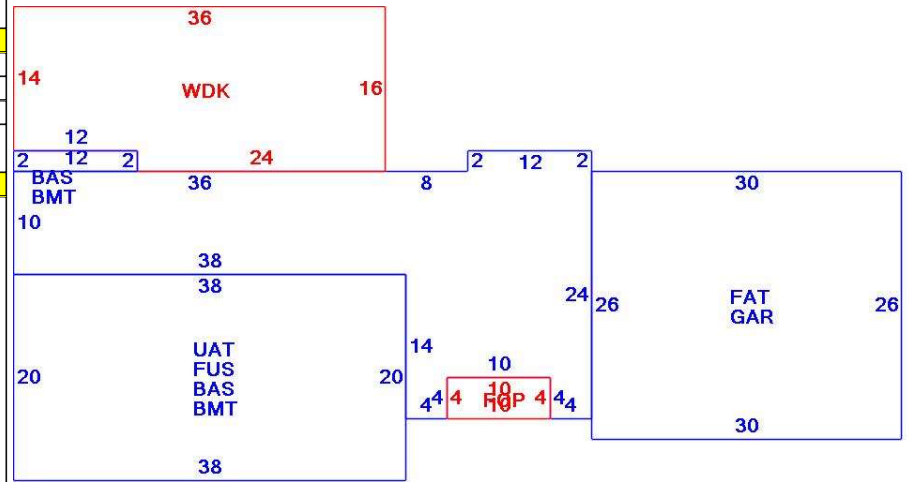 36
14 WDK 16
12
2 12 2 24 2 12 2
BAS 36 8 30
BMT
10
38
38
24 26 FAT 26
GAR
UAT 14
FUS 10
20 BAS 20 10
BMT 4 4 4 FOP 4 4 4
10
30
38